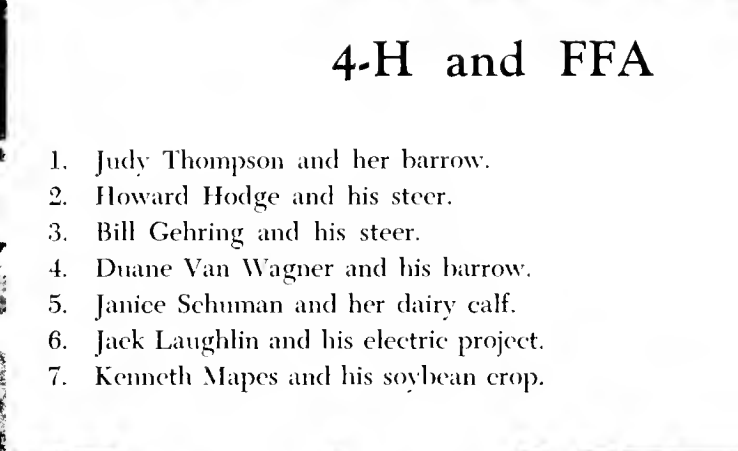 4-H and FFA
1. Judy Thompson and her barrow.
2. Howard Hodge and his steer.
3. Bill Gehring and his steer.
4. Duane Van Wagner and his barrow.
5. Janice Schuman and her dairy calf.
6. Jack Laughlin and his electric project.
7. Kenneth Mapes and his soybean crop.